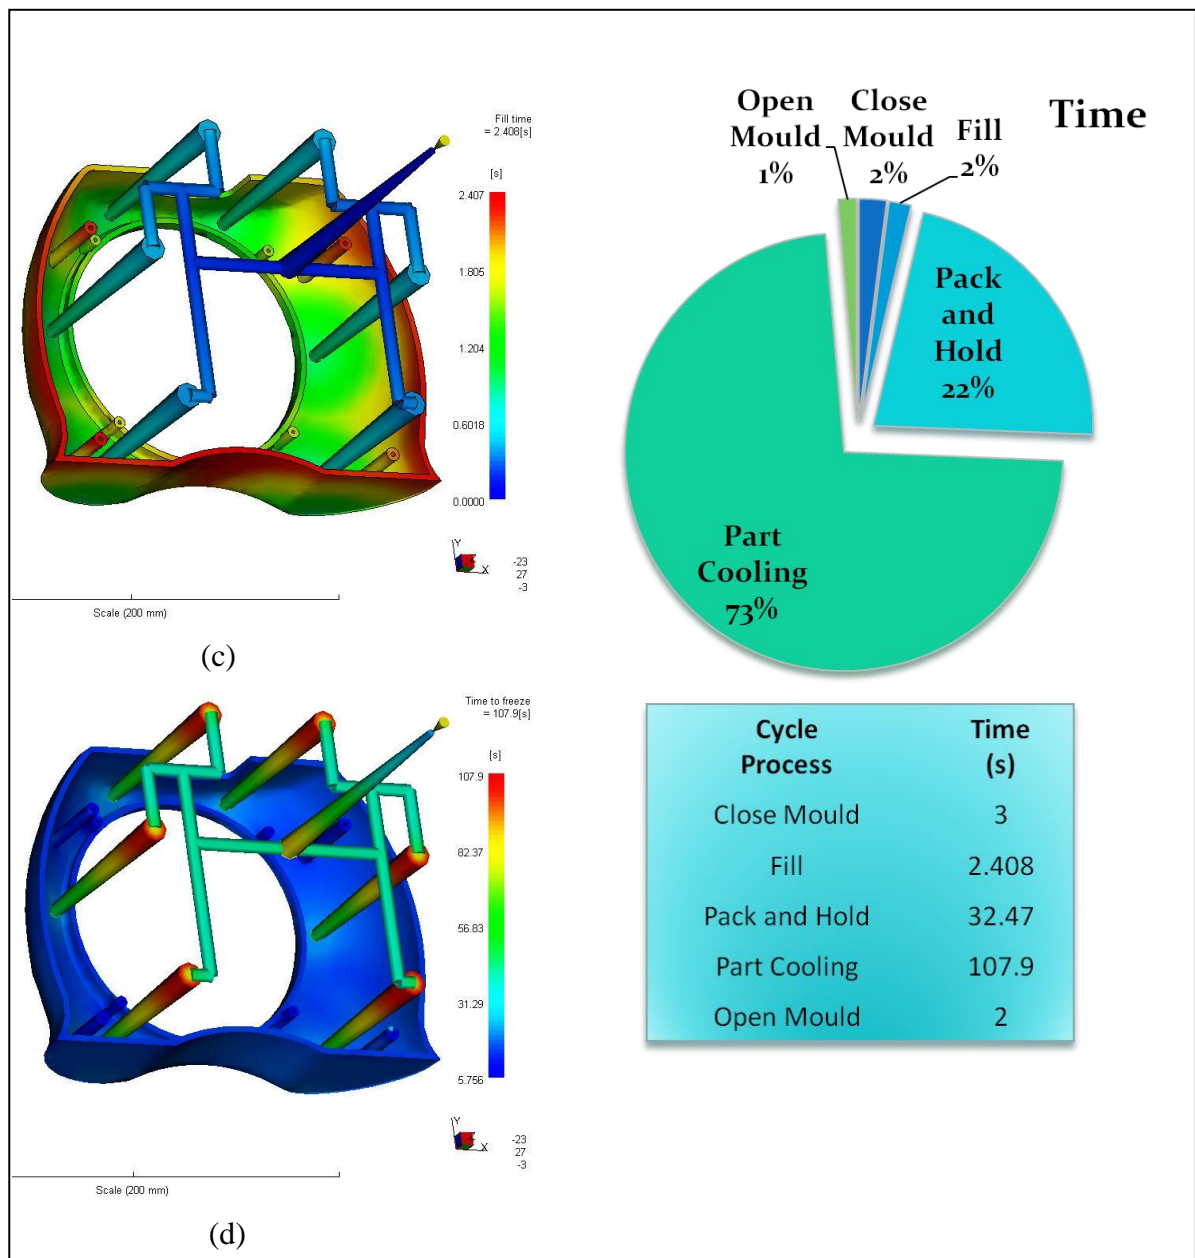 Fill time
= 2.408[s]
[s]
2.407
1.805
1.204
0.6018
0.0000
Y
X
-23
27
-3
Scale (200 mm)
(c)
Time to freeze
= 107.9[s]
[s]
107.9
82.37
56.83
31.29
5.756
Y
X
-23
27
-3
Scale (200 mm)
(d)
Time
Open
Mould
1%
Close
Mould
2%
Fill
2%
Pack
and
Hold
22%
Part
Cooling
73%
Cycle Process Time (s)
Close Mould 3
Fill 2.408
Pack and Hold 32.47
Part Cooling 107.9
Open Mould 2